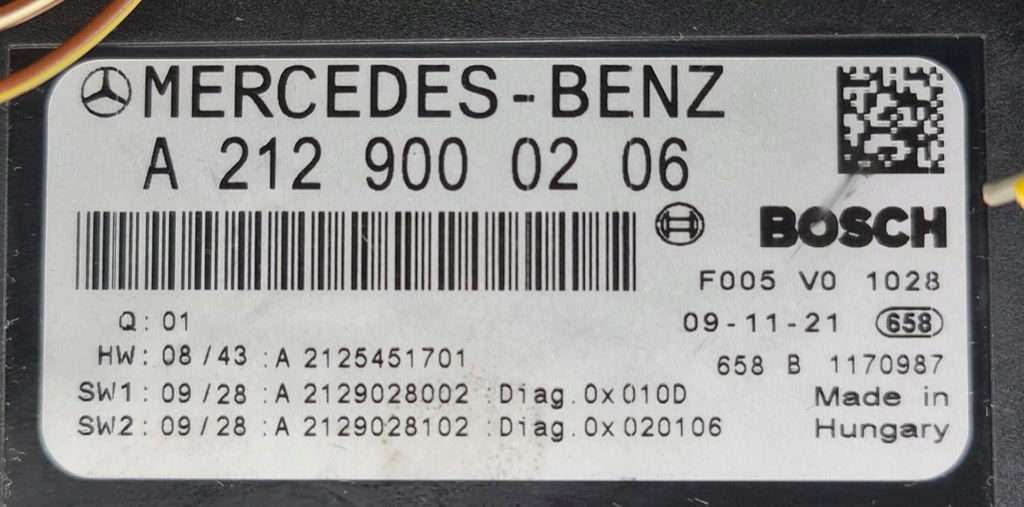 MERCEDES-BENZ
A 212 900 02 06
BOSCH
F005 V0 1028
Q: 01
09-11-21 658
HW: 08/43 :A 2125451701
658 B 1170987
SW1: 09/28 :A 2129028002 :Diag.0x010D
Made in
SW2: 09/28 :A 2129028102 :Diag.0x020106
Hungary